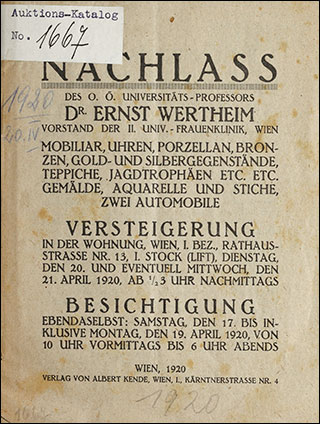 Auktions-Katalog
No. 1667
NACHLASS
DES O. Ö. UNIVERSITÄTS-PROFESSORS
DR. ERNST WERTHEIM
VORSTAND DER II. UNIV.-FRAUENKLINIK, WIEN
MOBILIAR, UHREN, PORZELLAN, BRON-
ZEN, GOLD- UND SILBERGEGENSTÄNDE,
TEPPICHE, JAGDTROPHÄEN ETC. ETC.
GEMÄLDE, AQUARELLE UND STICHE,
ZWEI AUTOMOBILE
1920
20.IV
VERSTEIGERUNG
IN DER WOHNUNG, WIEN, I. BEZ., RATHAUS-
STRASSE NR. 13, I. STOCK (LIFT), DIENSTAG,
DEN 20. UND EVENTUELL MITTWOCH, DEN
21. APRIL 1920, AB ½3 UHR NACHMITTAGS
BESICHTIGUNG
EBENDASELBST: SAMSTAG, DEN 17. BIS IN-
KLUSIVE MONTAG, DEN 19. APRIL 1920, VON
10 UHR VORMITTAGS BIS 6 UHR ABENDS
WIEN, 1920
VERLAG VON ALBERT KENDE, WIEN, I., KÄRNTNERSTRASSE NR. 4
1920